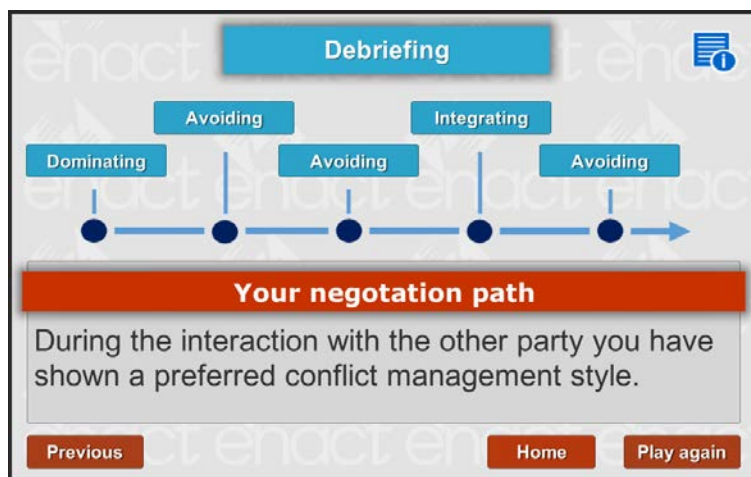 Debriefing
Avoiding
Integrating
Dominating
Avoiding
Avoiding
Your negotation path
During the interaction with the other party you have
shown a preferred conflict management style.
Previous
Home
Play again